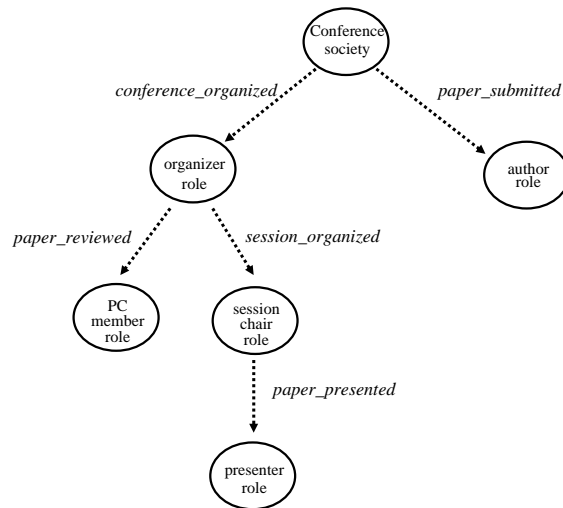 Conference
society
conference_organized
paper_submitted
organizer
role
author
role
paper_reviewed
session_organized
PC
member
role
session
chair
role
paper_presented
presenter
role